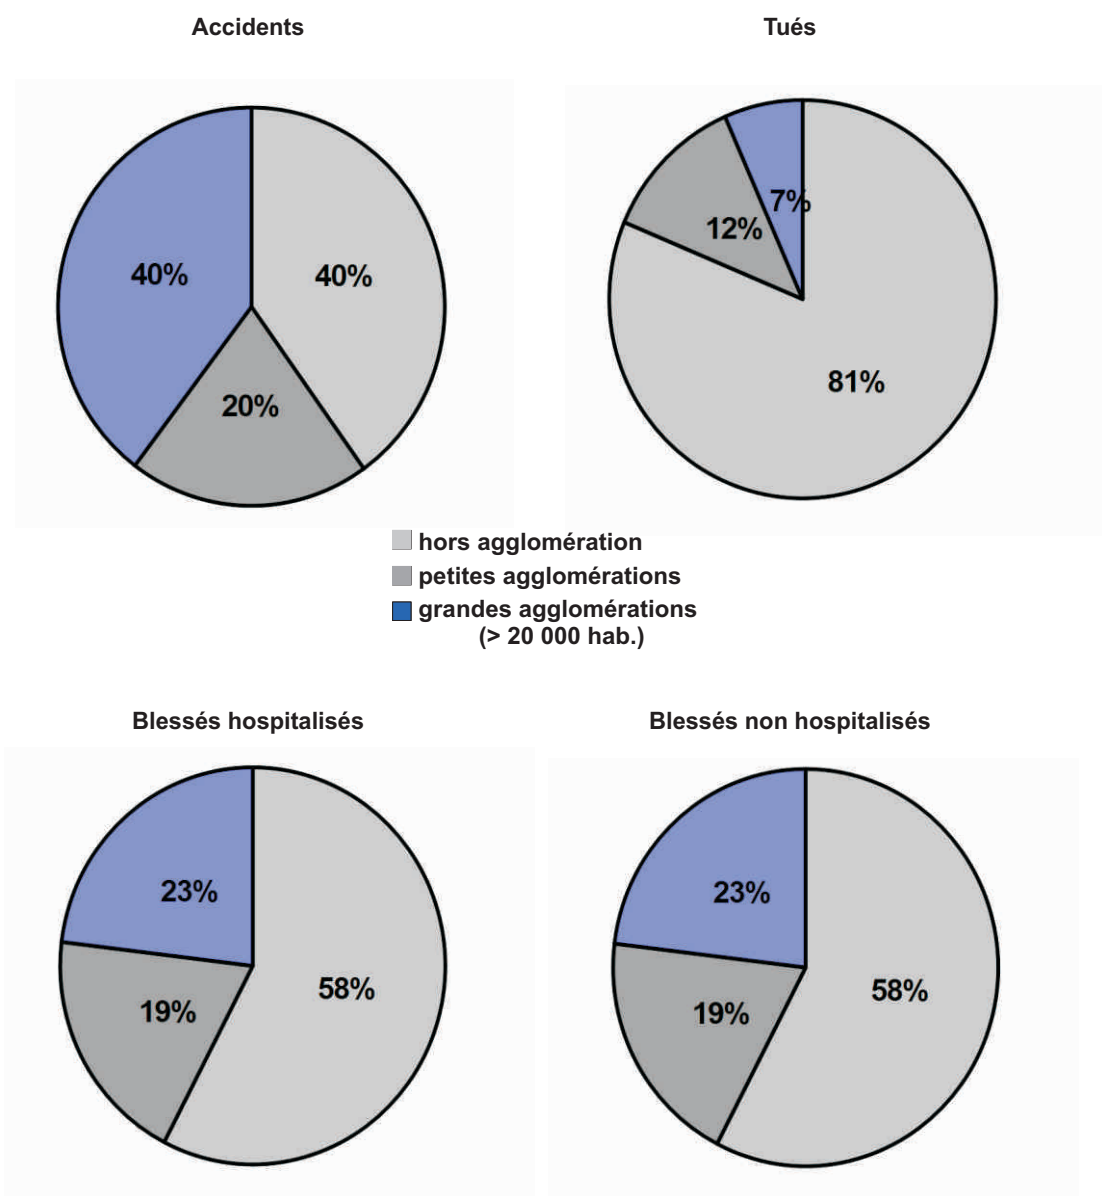 Accidents
Tués
40%
40%
20%
7%
12%
81%
hors agglomération
petites agglomérations
grandes agglomérations
(> 20 000 hab.)
Blessés hospitalisés
Blessés non hospitalisés
23%
58%
19%
23%
58%
19%